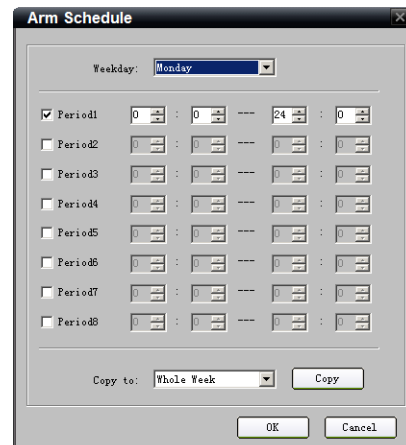 Arm Schedule
Weekday: Monday
Period1 0 : 0 --- 24 : 0
Period2 0 : 0 --- 0 : 0
Period3 0 : 0 --- 0 : 0
Period4 0 : 0 --- 0 : 0
Period5 0 : 0 --- 0 : 0
Period6 0 : 0 --- 0 : 0
Period7 0 : 0 --- 0 : 0
Period8 0 : 0 --- 0 : 0
Copy to: Whole Week Copy
OK Cancel